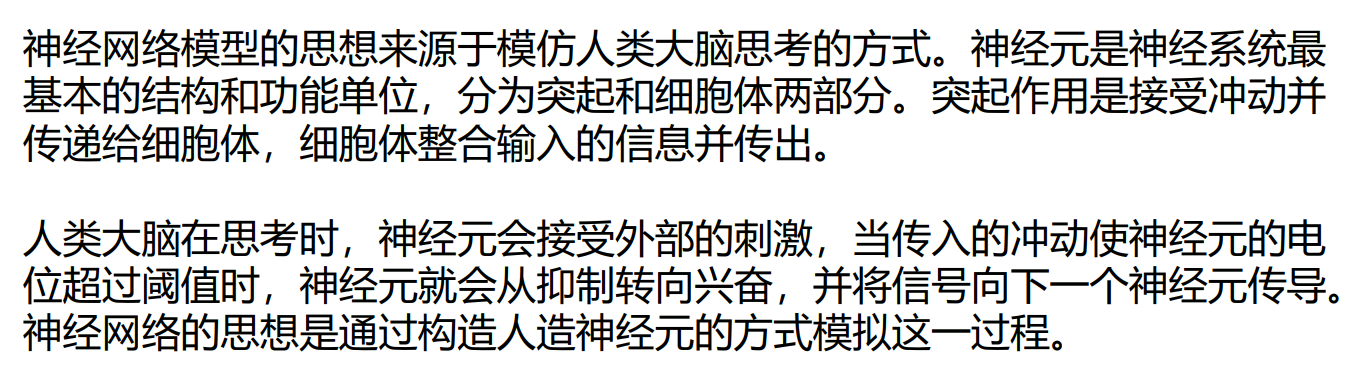 神经网络模型的思想来源于模仿人类大脑思考的方式。神经元是神经系统最
基本的结构和功能单位，分为突起和细胞体两部分。突起作用是接受冲动并
传递给细胞体，细胞体整合输入的信息并传出。
人类大脑在思考时，神经元会接受外部的刺激，当传入的冲动使神经元的电
位超过阈值时，神经元就会从抑制转向兴奋，并将信号向下一个神经元传导。
神经网络的思想是通过构造人造神经元的方式模拟这一过程。